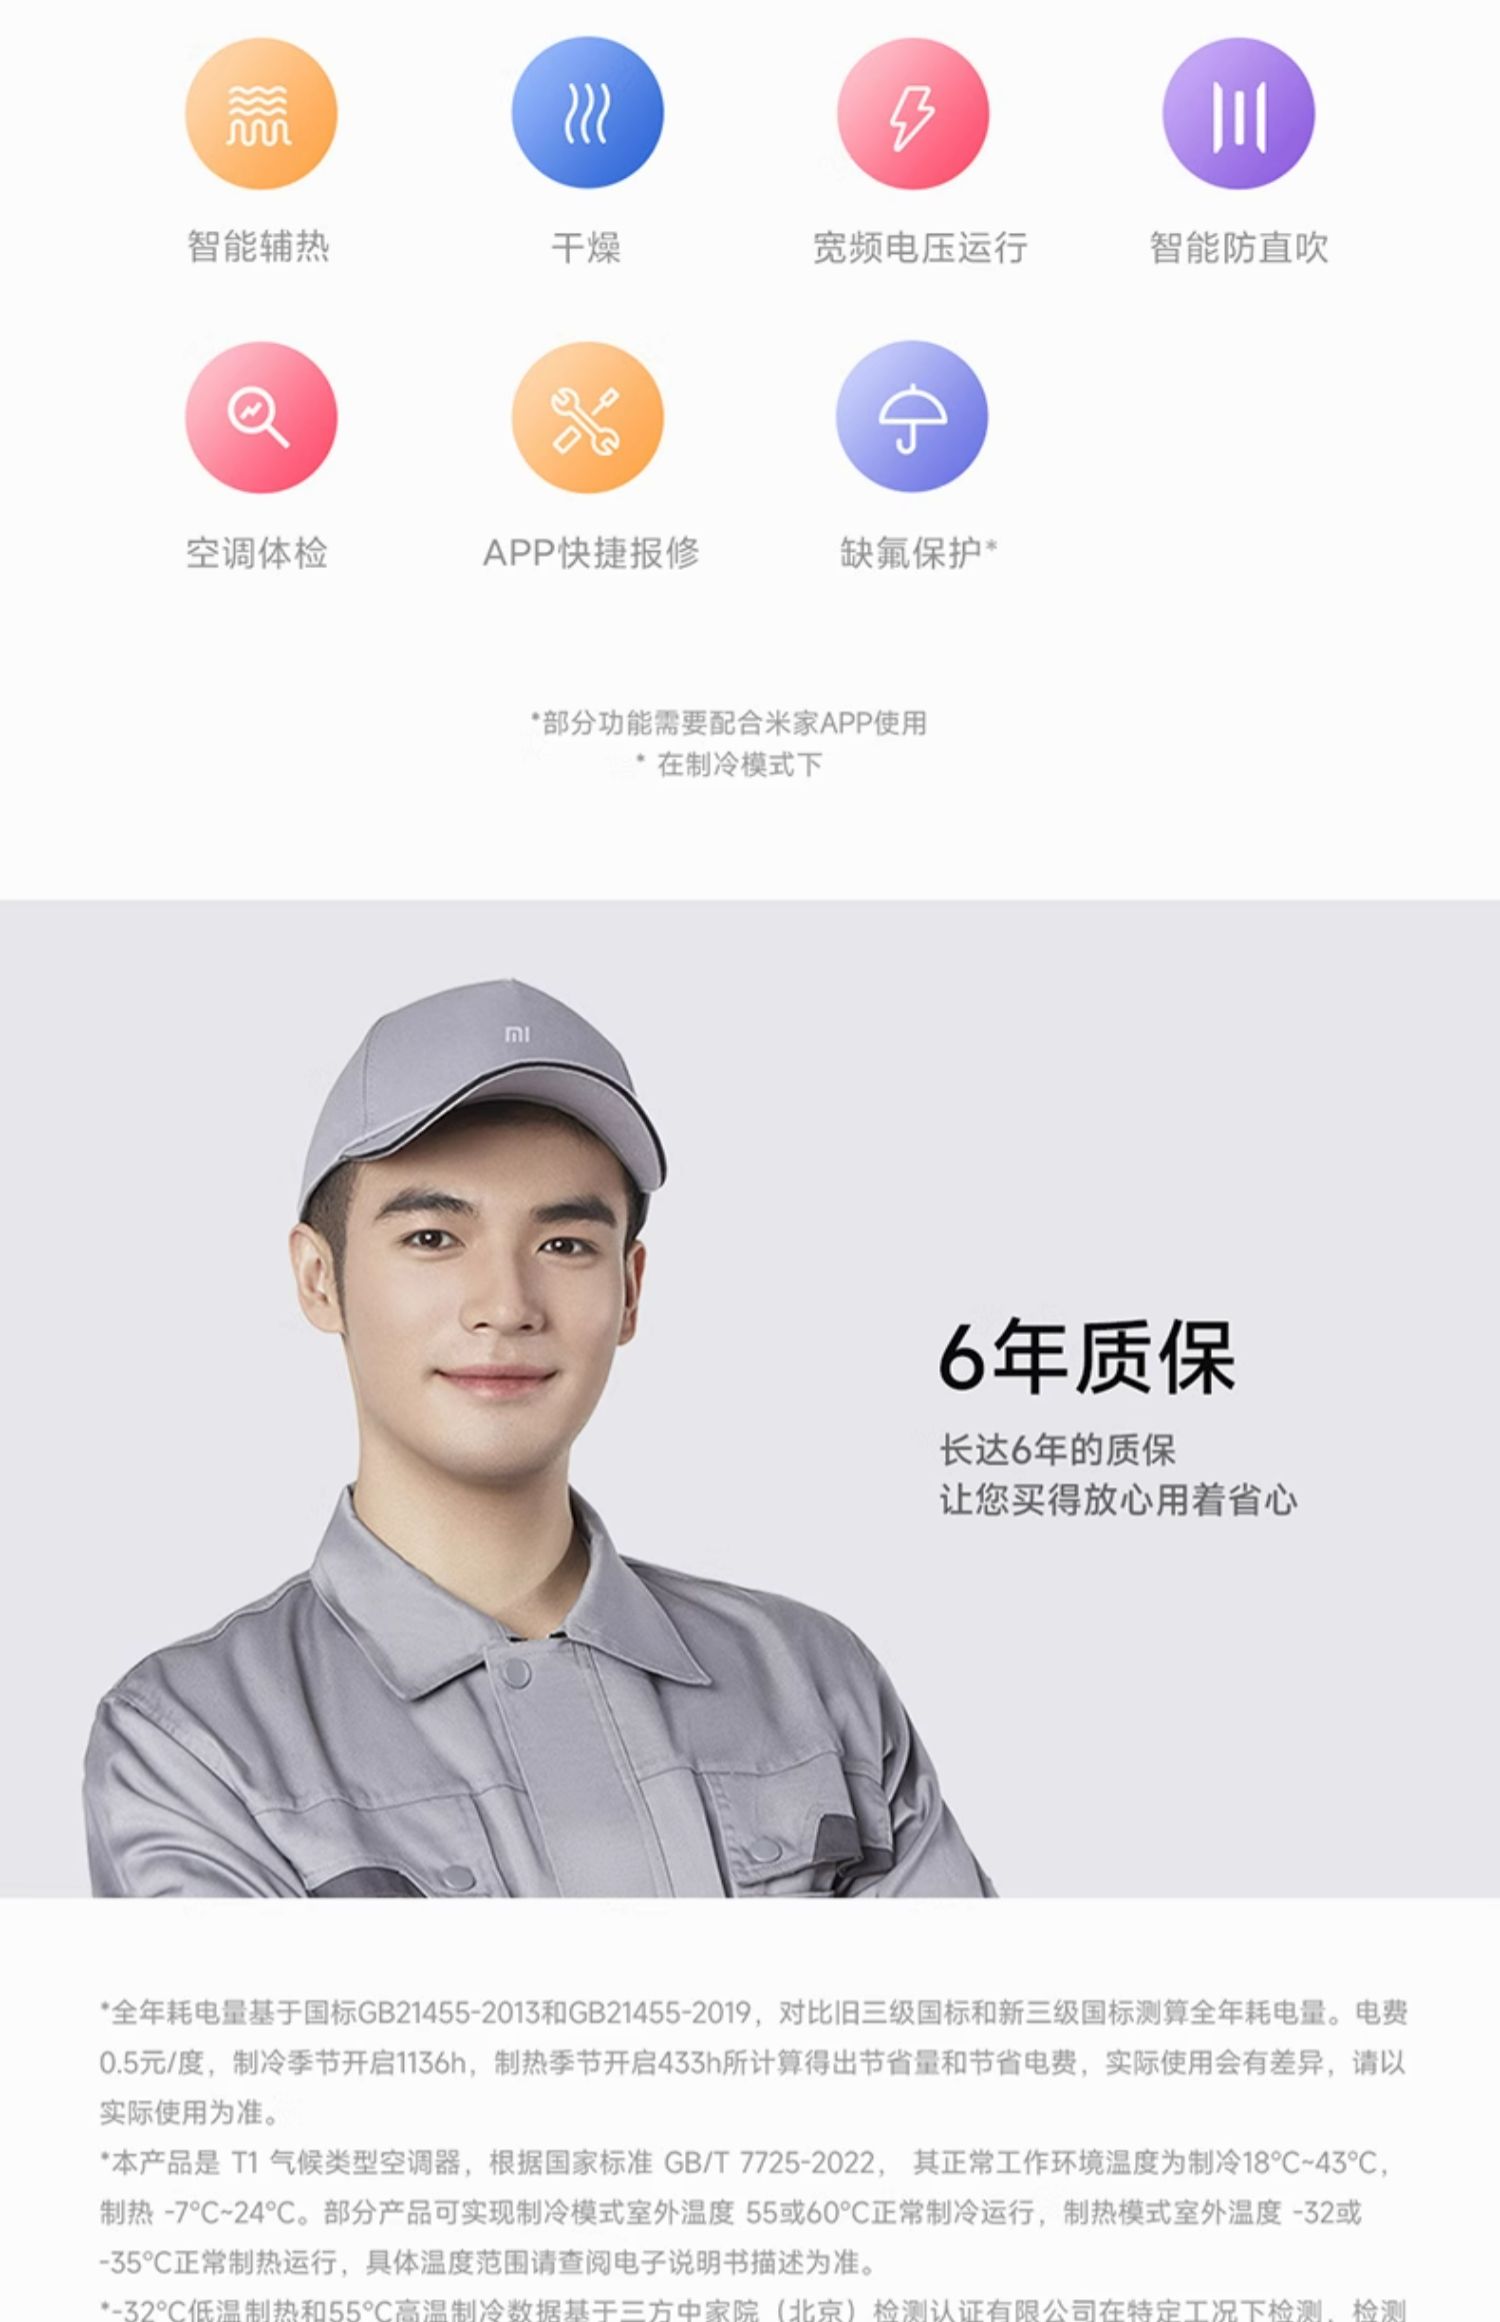 智能辅热
干燥
宽频电压运行
智能防直吹
空调体检
APP快捷报修
缺氟保护*
*部分功能需要配合米家APP使用
* 在制冷模式下
mi
6年质保
长达6年的质保
让您买得放心用着省心
*全年耗电量基于国标GB21455-2013和GB21455-2019，对比旧三级国标和新三级国标测算全年耗电量。电费
0.5元/度，制冷季节开启1136h，制热季节开启433h所计算得出节省量和节省电费，实际使用会有差异，请以
实际使用为准。
*本产品是 T1 气候类型空调器，根据国家标准 GB/T 7725-2022， 其正常工作环境温度为制冷18°C~43°C，
制热 -7°C~24°C。部分产品可实现制冷模式室外温度 55或60°C正常制冷运行，制热模式室外温度 -32或
-35°C正常制热运行，具体温度范围请查阅电子说明书描述为准。
*-32°C低温制热和55°C高温制冷数据基于三方中家院（北京）检测认证有限公司在特定工况下检测，检测